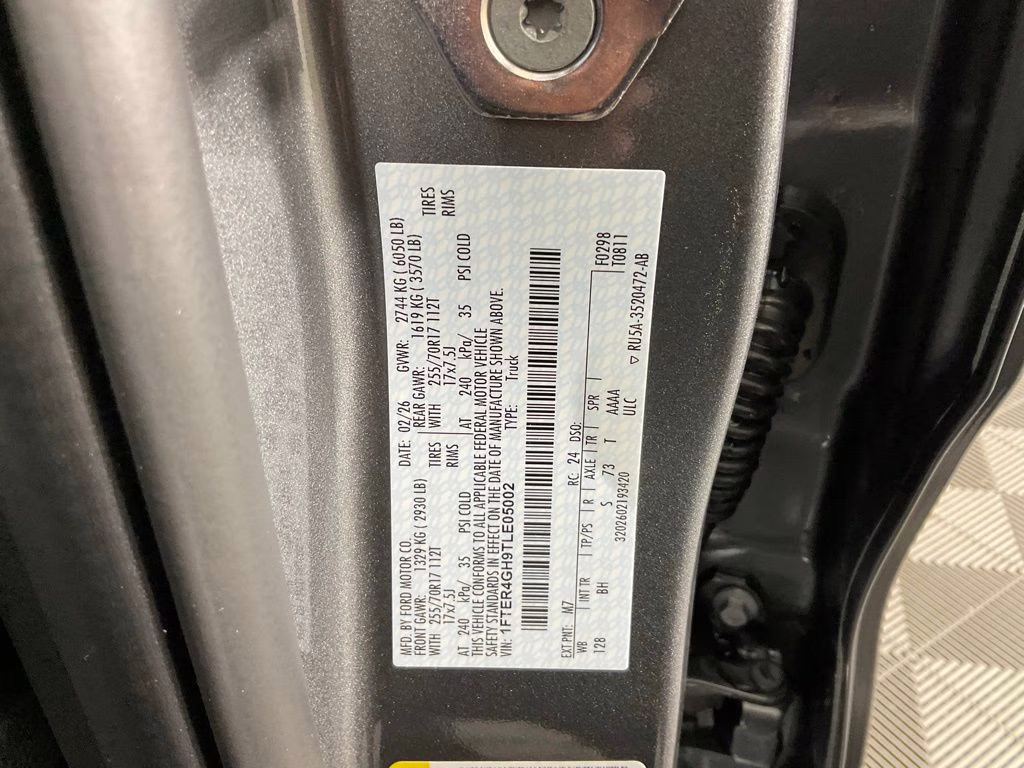 MFD. BY FORD MOTOR CO. DATE: 02/26 GVWR: 2744 KG ( 6050 LB)
FRONT GAWR: 1329 KG ( 2930 LB) REAR GAWR: 1619 KG ( 3570 LB)
WITH 255/70R17 112T TIRES WITH 255/70R17 112T TIRES
17x7.5J RIMS 17x7.5J RIMS
AT 240 kPa/ 35 PSI COLD AT 240 kPa/ 35 PSI COLD
THIS VEHICLE CONFORMS TO ALL APPLICABLE FEDERAL MOTOR VEHICLE
SAFETY STANDARDS IN EFFECT ON THE DATE OF MANUFACTURE SHOWN ABOVE.
VIN: 1FTER4GH9TLE05002 TYPE: Truck
EXT PNT: M7 RC: 24 DSO:
WB INT TR TP/PS R AXLE TR SPR F0298
128 BH S 73 T AAAA T0811
ULC
3202602193420 ▽ RU5A-3520472-AB